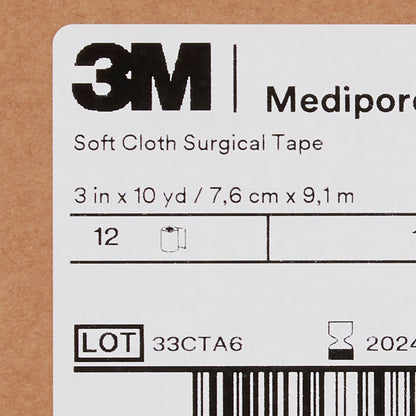 3M | Medipore
Soft Cloth Surgical Tape
3 in x 10 yd / 7,6 cm x 9,1 m
12
LOT 33CTA6 2024